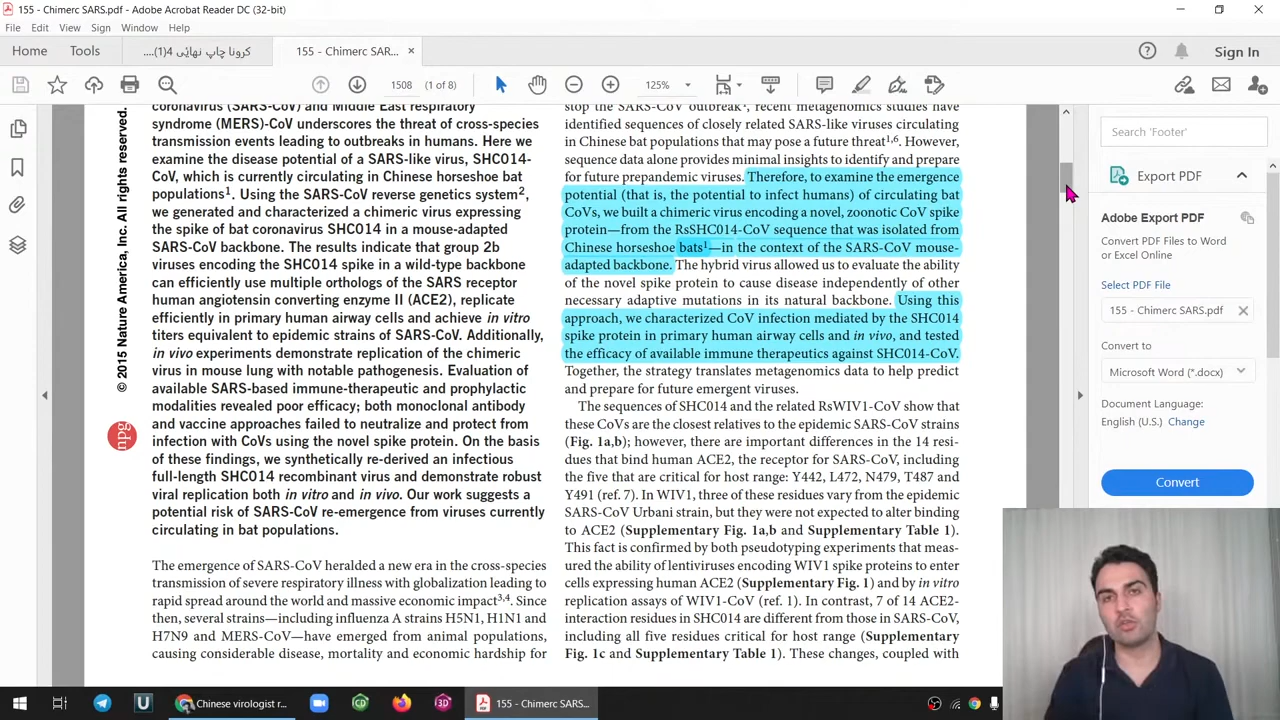 155 - Chimerc SARS.pdf - Adobe Acrobat Reader DC (32-bit)
File Edit View Sign Window Help
Home Tools
کرونا چاپ نهائی 4(1)....
155 - Chimerc SAR...
Sign In
1508 (1 of 8)
125%
coronavirus (SARS-CoV) and Middle East respiratory
syndrome (MERS)-CoV underscores the threat of cross-species
transmission events leading to outbreaks in humans. Here we
examine the disease potential of a SARS-like virus, SHC014-
CoV, which is currently circulating in Chinese horseshoe bat
populations1. Using the SARS-CoV reverse genetics system2,
we generated and characterized a chimeric virus expressing
the spike of bat coronavirus SHC014 in a mouse-adapted
SARS-CoV backbone. The results indicate that group 2b
viruses encoding the SHC014 spike in a wild-type backbone
can efficiently use multiple orthologs of the SARS receptor
human angiotensin converting enzyme II (ACE2), replicate
efficiently in primary human airway cells and achieve in vitro
titers equivalent to epidemic strains of SARS-CoV. Additionally,
in vivo experiments demonstrate replication of the chimeric
virus in mouse lung with notable pathogenesis. Evaluation of
available SARS-based immune-therapeutic and prophylactic
modalities revealed poor efficacy; both monoclonal antibody
and vaccine approaches failed to neutralize and protect from
infection with CoVs using the novel spike protein. On the basis
of these findings, we synthetically re-derived an infectious
full-length SHC014 recombinant virus and demonstrate robust
viral replication both in vitro and in vivo. Our work suggests a
potential risk of SARS-CoV re-emergence from viruses currently
circulating in bat populations.
The emergence of SARS-CoV heralded a new era in the cross-species
transmission of severe respiratory illness with globalization leading to
rapid spread around the world and massive economic impact3,4. Since
then, several strains—including influenza A strains H5N1, H1N1 and
H7N9 and MERS-CoV—have emerged from animal populations,
causing considerable disease, mortality and economic hardship for
stop the SARS-CoV outbreak, recent metagenomics studies have
identified sequences of closely related SARS-like viruses circulating
in Chinese bat populations that may pose a future threat1,6. However,
sequence data alone provides minimal insights to identify and prepare
for future prepandemic viruses. Therefore, to examine the emergence
potential (that is, the potential to infect humans) of circulating bat
CoVs, we built a chimeric virus encoding a novel, zoonotic CoV spike
protein—from the RsSHC014-CoV sequence that was isolated from
Chinese horseshoe bats1—in the context of the SARS-CoV mouse-
adapted backbone. The hybrid virus allowed us to evaluate the ability
of the novel spike protein to cause disease independently of other
necessary adaptive mutations in its natural backbone. Using this
approach, we characterized CoV infection mediated by the SHC014
spike protein in primary human airway cells and in vivo, and tested
the efficacy of available immune therapeutics against SHC014-CoV.
Together, the strategy translates metagenomics data to help predict
and prepare for future emergent viruses.
The sequences of SHC014 and the related RsWIV1-CoV show that
these CoVs are the closest relatives to the epidemic SARS-CoV strains
(Fig. 1a,b); however, there are important differences in the 14 resi-
dues that bind human ACE2, the receptor for SARS-CoV, including
the five that are critical for host range: Y442, L472, N479, T487 and
Y491 (ref. 7). In WIV1, three of these residues vary from the epidemic
SARS-CoV Urbani strain, but they were not expected to alter binding
to ACE2 (Supplementary Fig. 1a,b and Supplementary Table 1).
This fact is confirmed by both pseudotyping experiments that meas-
ured the ability of lentiviruses encoding WIV1 spike proteins to enter
cells expressing human ACE2 (Supplementary Fig. 1) and by in vitro
replication assays of WIV1-CoV (ref. 1). In contrast, 7 of 14 ACE2-
interaction residues in SHC014 are different from those in SARS-CoV,
including all five residues critical for host range (Supplementary
Fig. 1c and Supplementary Table 1). These changes, coupled with
© 2015 Nature America, Inc. All rights reserved.
npg
Search 'Footer'
Export PDF
Adobe Export PDF
Convert PDF Files to Word
or Excel Online
Select PDF File
155 - Chimerc SARS.pdf
Convert to
Microsoft Word (*.docx)
Document Language:
English (U.S.) Change
Convert
Chinese virologist r...
155 - Chimerc SARS...